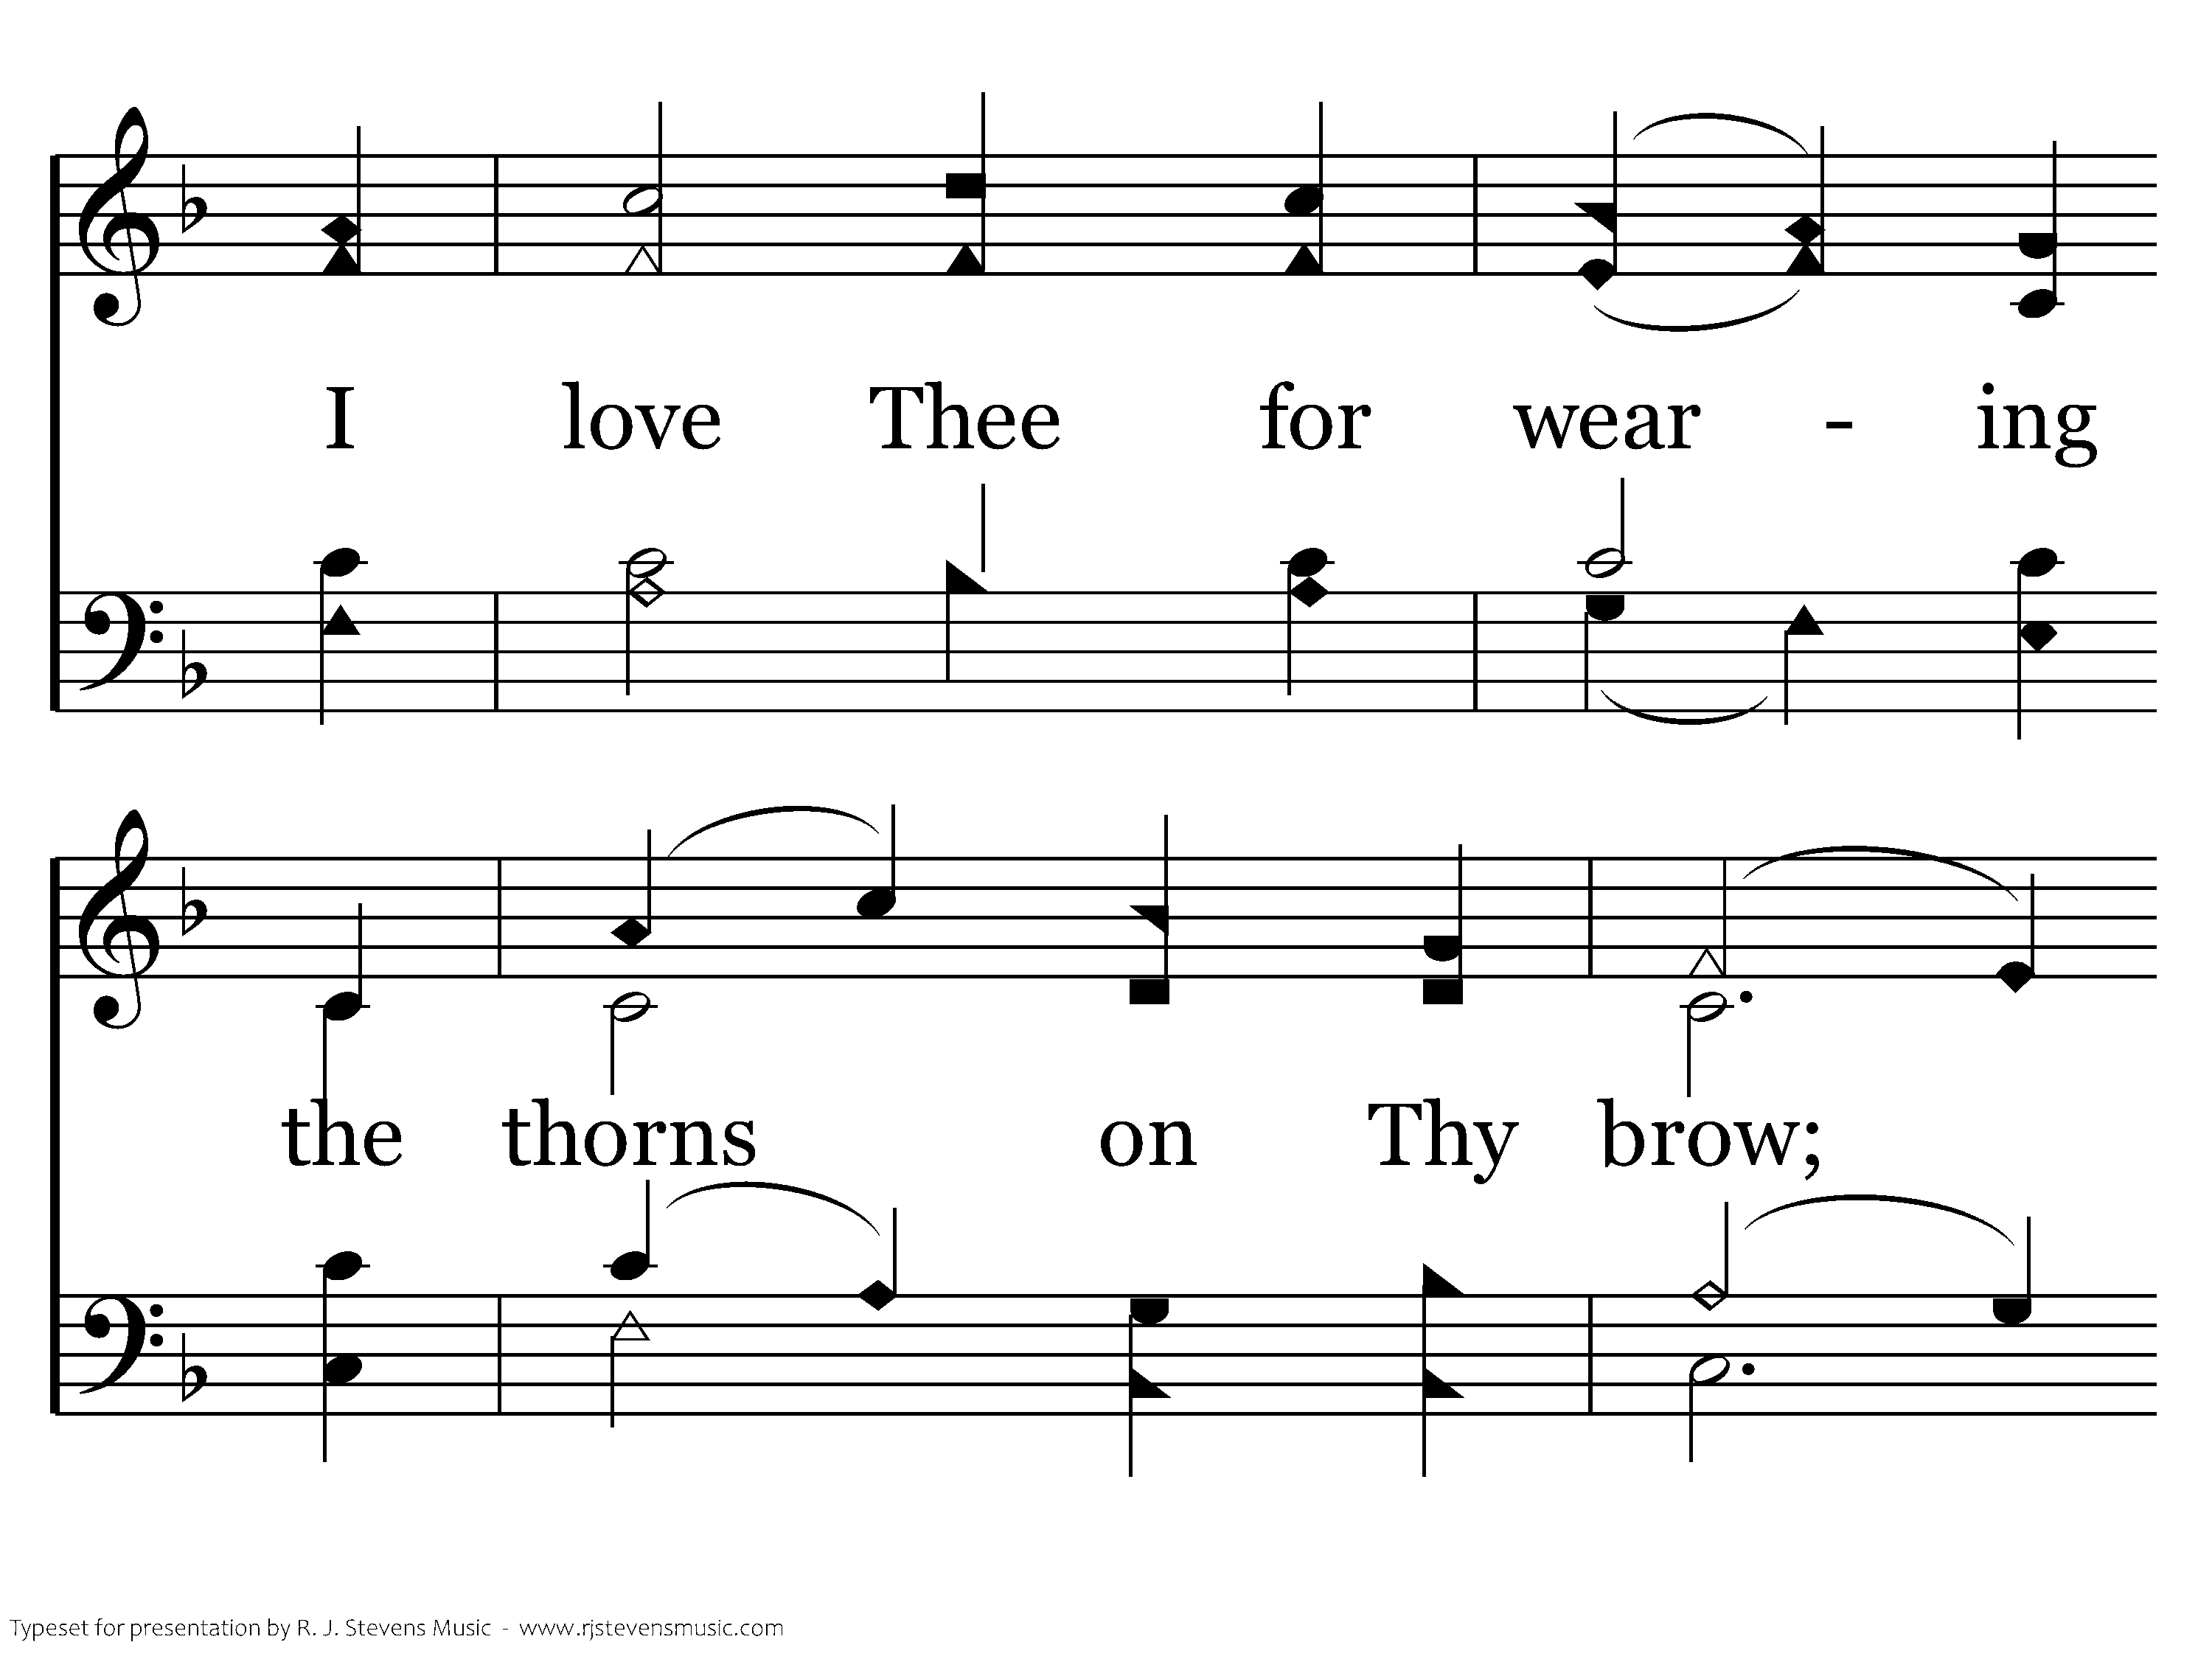 I love Thee for wear - ing
the thorns on Thy brow;
Typeset for presentation by R. J. Stevens Music - www.rjstevensmusic.com